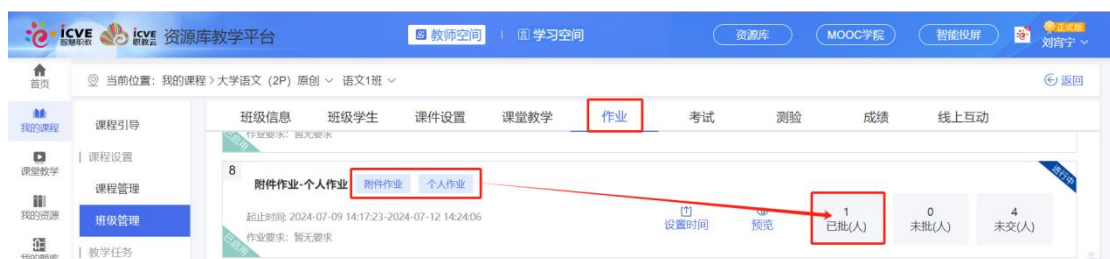 icve 智慧职教 icve 职教云 资源库教学平台 教师空间 学习空间 资源库 MOOC学院 智能投屏 正式版
刘宵宁
首页 当前位置：我的课程>大学语文（2P）原创 语文1班 返回
我的课程 课程引导 班级信息 班级学生 课件设置 课堂教学 作业 考试 测验 成绩 线上互动
已启用 作业要求：暂无要求
课堂教学 课程设置
8 附件作业-个人作业 附件作业 个人作业 进行中
我的资源 课程管理
班级管理 起止时间: 2024-07-09 14:17:23-2024-07-12 14:24:06 设置时间 预览 1 已批(人) 0 未批(人) 4 未交(人)
已启用 作业要求：暂无要求
我的题库 教学任务